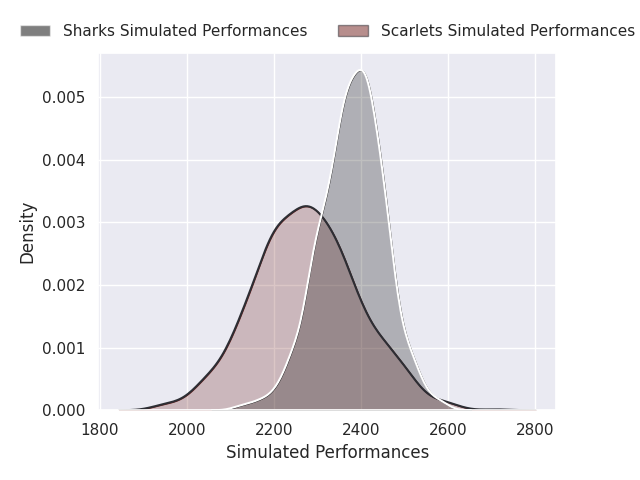 Sharks Simulated Performances
Scarlets Simulated Performances
0.005
0.004
0.003
0.002
0.001
0.000
Density
1800 2000 2200 2400 2600 2800
Simulated Performances